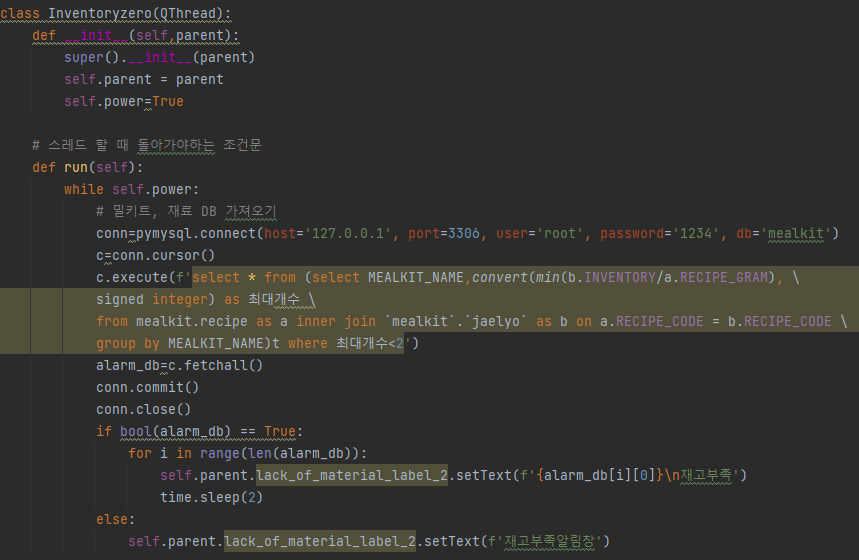 class Inventoryzero(QThread):
    def __init__(self,parent):
        super().__init__(parent)
        self.parent = parent
        self.power=True
    # 스레드 할 때 돌아가야하는 조건문
    def run(self):
        while self.power:
            # 밀키트, 재료 DB 가져오기
            conn=pymysql.connect(host='127.0.0.1', port=3306, user='root', password='1234', db='mealkit')
            c=conn.cursor()
            c.execute(f'select * from (select MEALKIT_NAME,convert(min(b.INVENTORY/a.RECIPE_GRAM), \
            signed integer) as 최대개수 \
            from mealkit.recipe as a inner join `mealkit`.`jaelyo` as b on a.RECIPE_CODE = b.RECIPE_CODE \
            group by MEALKIT_NAME)t where 최대개수<2')
            alarm_db=c.fetchall()
            conn.commit()
            conn.close()
            if bool(alarm_db) == True:
                for i in range(len(alarm_db)):
                    self.parent.lack_of_material_label_2.setText(f'{alarm_db[i][0]}\n재고부족')
                    time.sleep(2)
            else:
                self.parent.lack_of_material_label_2.setText(f'재고부족알림창')